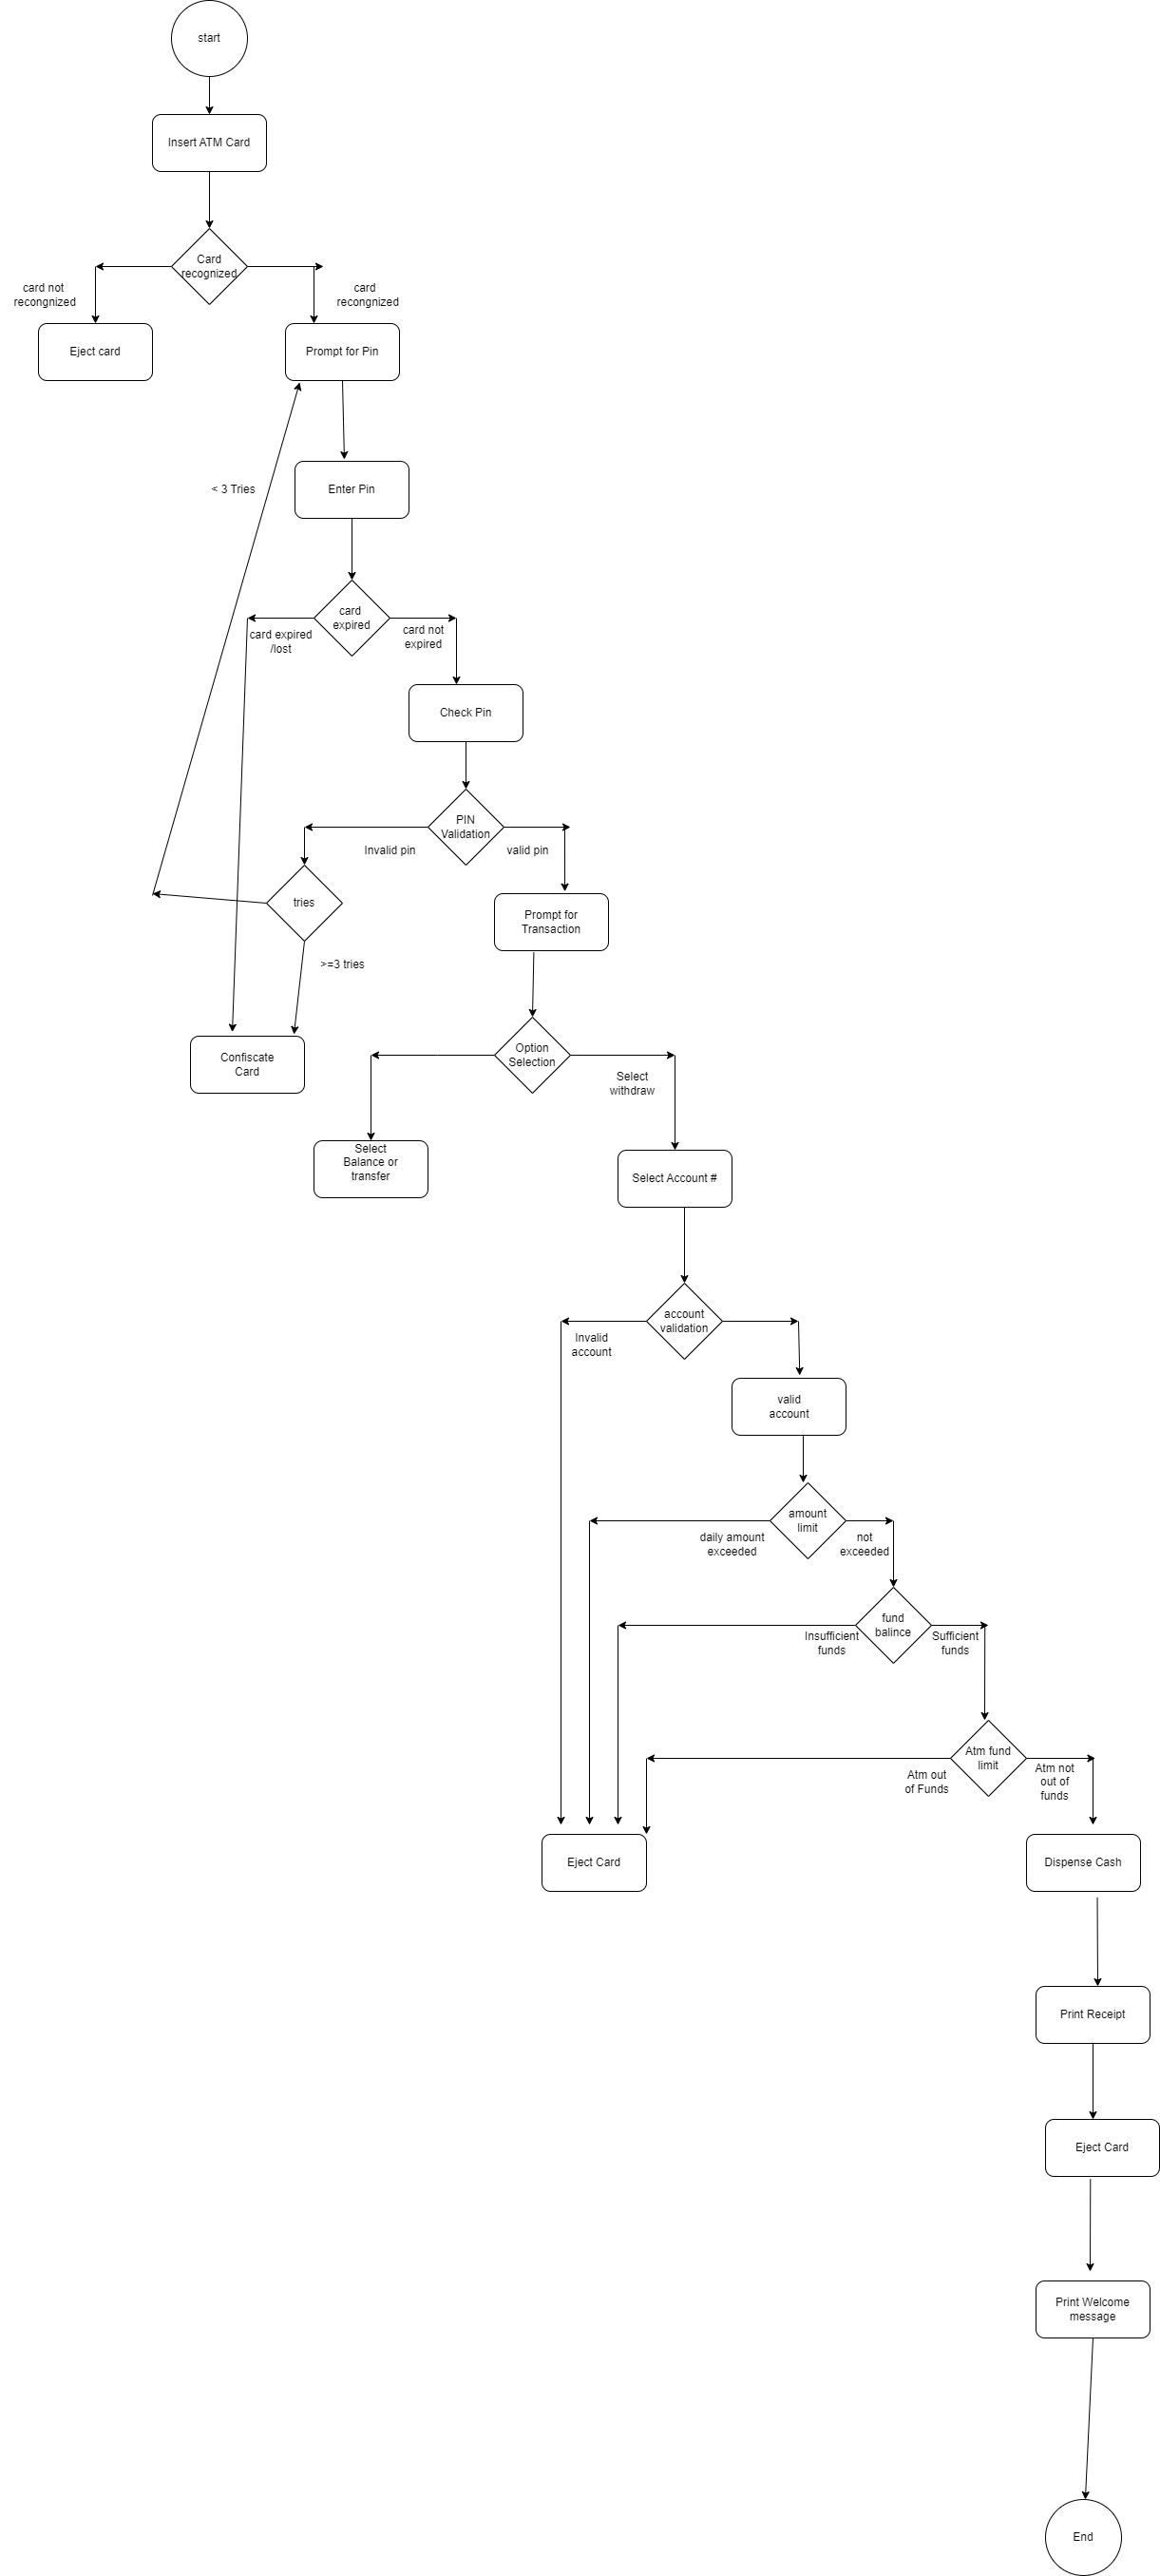 start
Insert ATM Card
Card
recognized
card not
recongnized
card
recongnized
Eject card
Prompt for Pin
< 3 Tries
Enter Pin
card
expired
card expired
/lost
card not
expired
Check Pin
PIN
Validation
Invalid pin
valid pin
tries
Prompt for
Transaction
>=3 tries
Option
Selection
Confiscate
Card
Select
withdraw
Select
Balance or
transfer
Select Account #
account
validation
Invalid
account
valid
account
amount
limit
daily amount
exceeded
not
exceeded
fund
balince
Insufficient
funds
Sufficient
funds
Atm fund
limit
Atm out
of Funds
Atm not
out of
funds
Eject Card
Dispense Cash
Print Receipt
Eject Card
Print Welcome
message
End